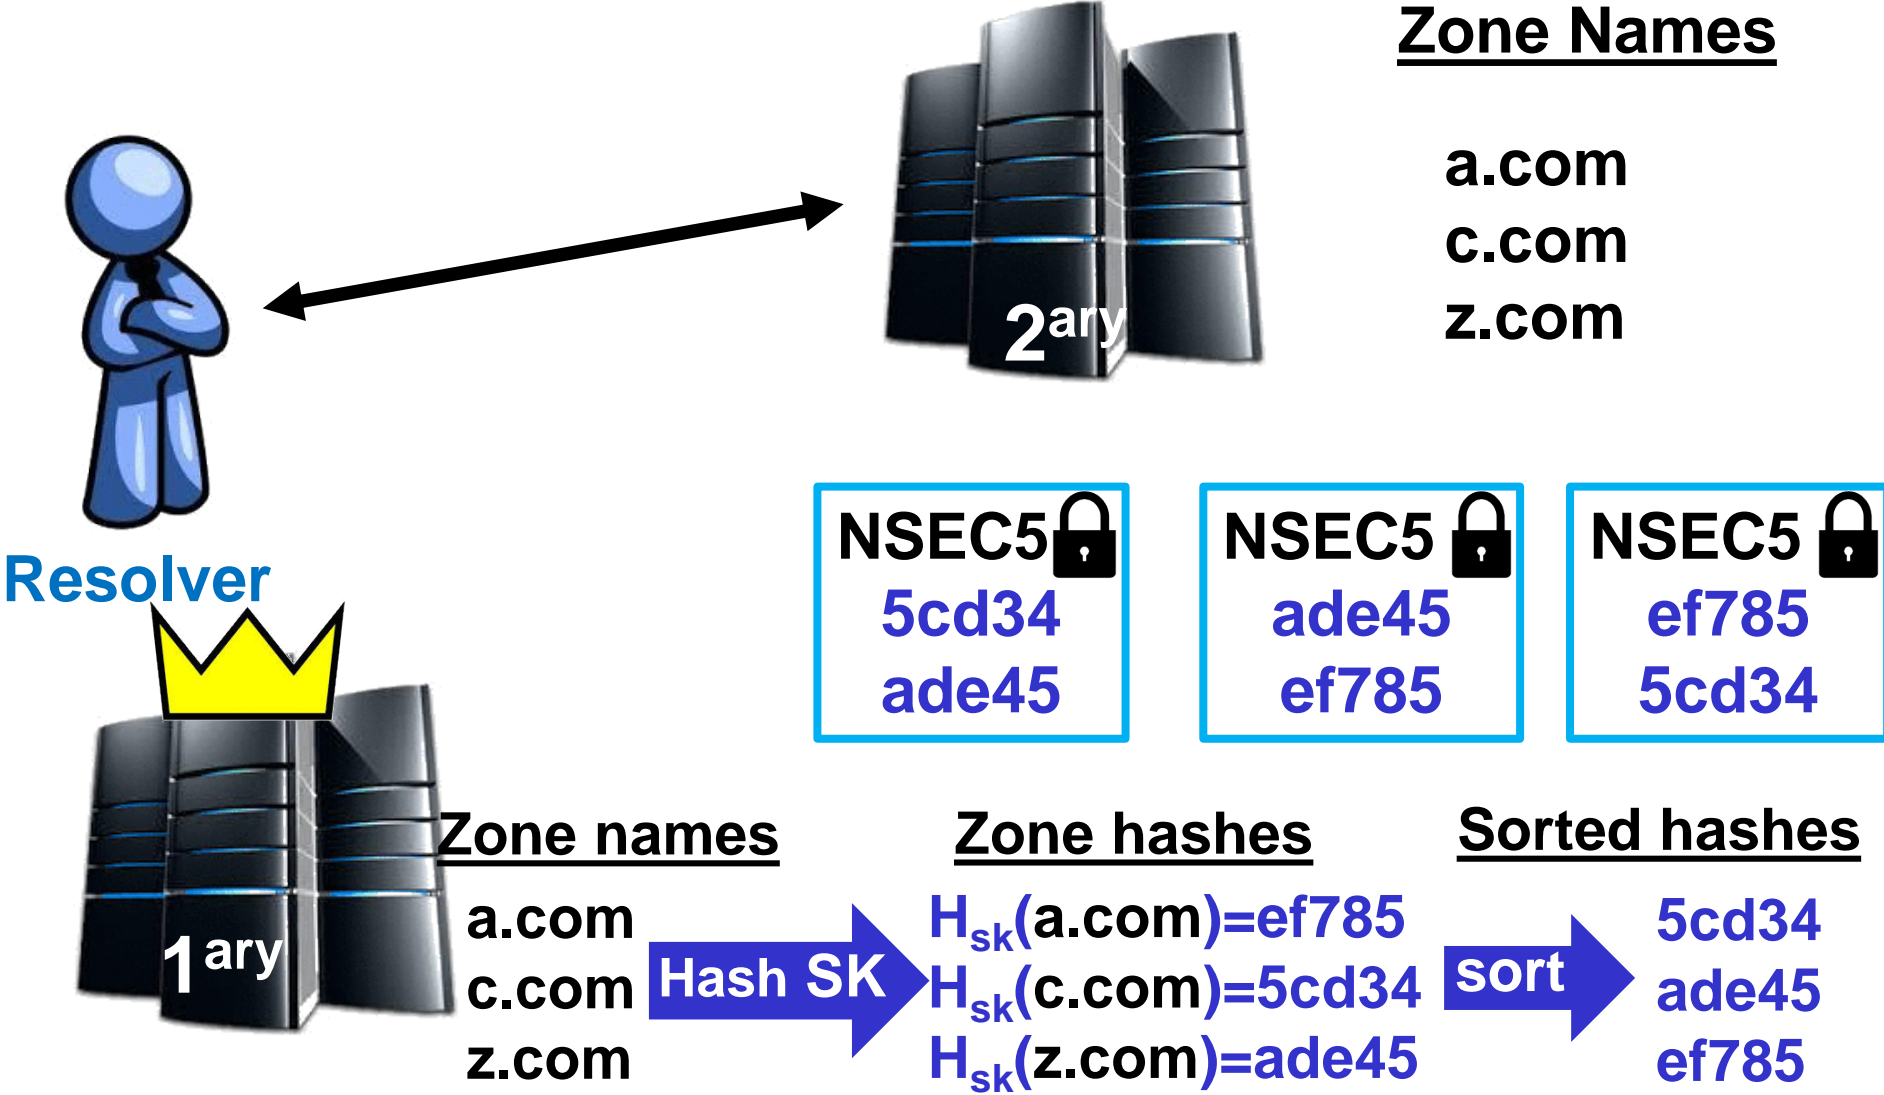 Zone Names
a.com
c.com
z.com
2ary
Resolver
NSEC5
5cd34
ade45
NSEC5
ade45
ef785
NSEC5
ef785
5cd34
1ary
Zone names
a.com
c.com
z.com
Hash SK
Zone hashes
Hsk(a.com)=ef785
Hsk(c.com)=5cd34
Hsk(z.com)=ade45
sort
Sorted hashes
5cd34
ade45
ef785